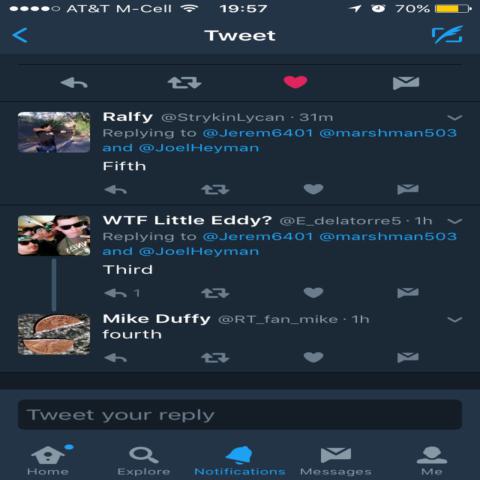 AT&T M-Cell 19:57 70%
Tweet
Ralfy @StrykinLycan · 31m
Replying to @Jerem6401 @marshman503
and @JoelHeyman
Fifth
WTF Little Eddy? @E_delatorre5 · 1h
Replying to @Jerem6401 @marshman503
and @JoelHeyman
Third
1
Mike Duffy @RT_fan_mike · 1h
fourth
Tweet your reply
Home Explore Notifications Messages Me